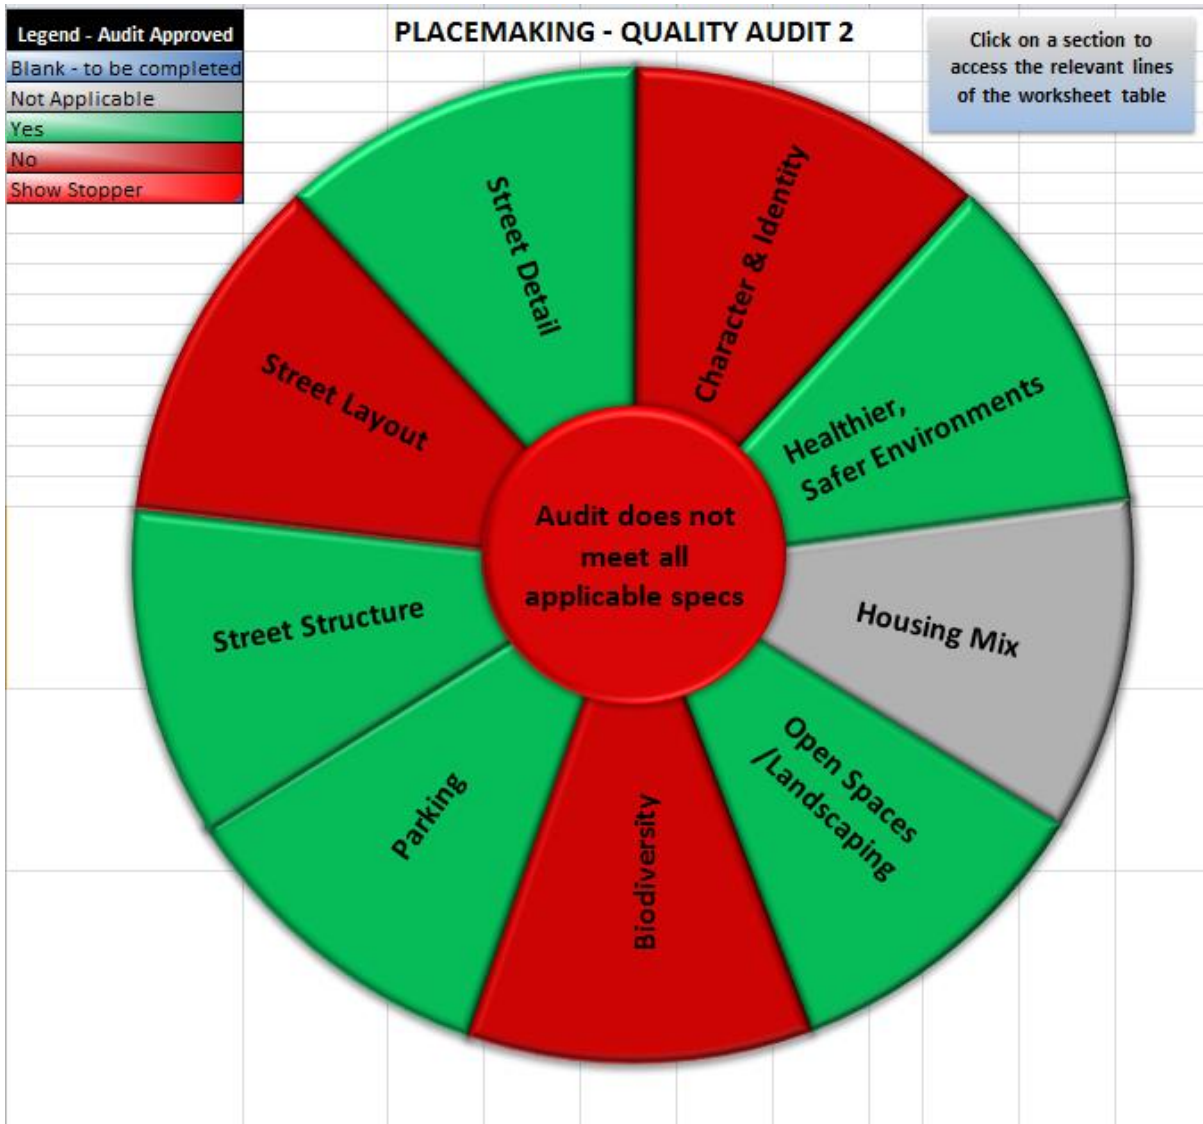 Legend - Audit Approved
Blank - to be completed
Not Applicable
Yes
No
Show Stopper
PLACEMAKING - QUALITY AUDIT 2
Click on a section to
access the relevant lines
of the worksheet table
Street Detail
Character & Identity
Healthier,
Safer Environments
Housing Mix
Open Spaces
/Landscaping
Biodiversity
Parking
Street Structure
Street Layout
Audit does not
meet all
applicable specs